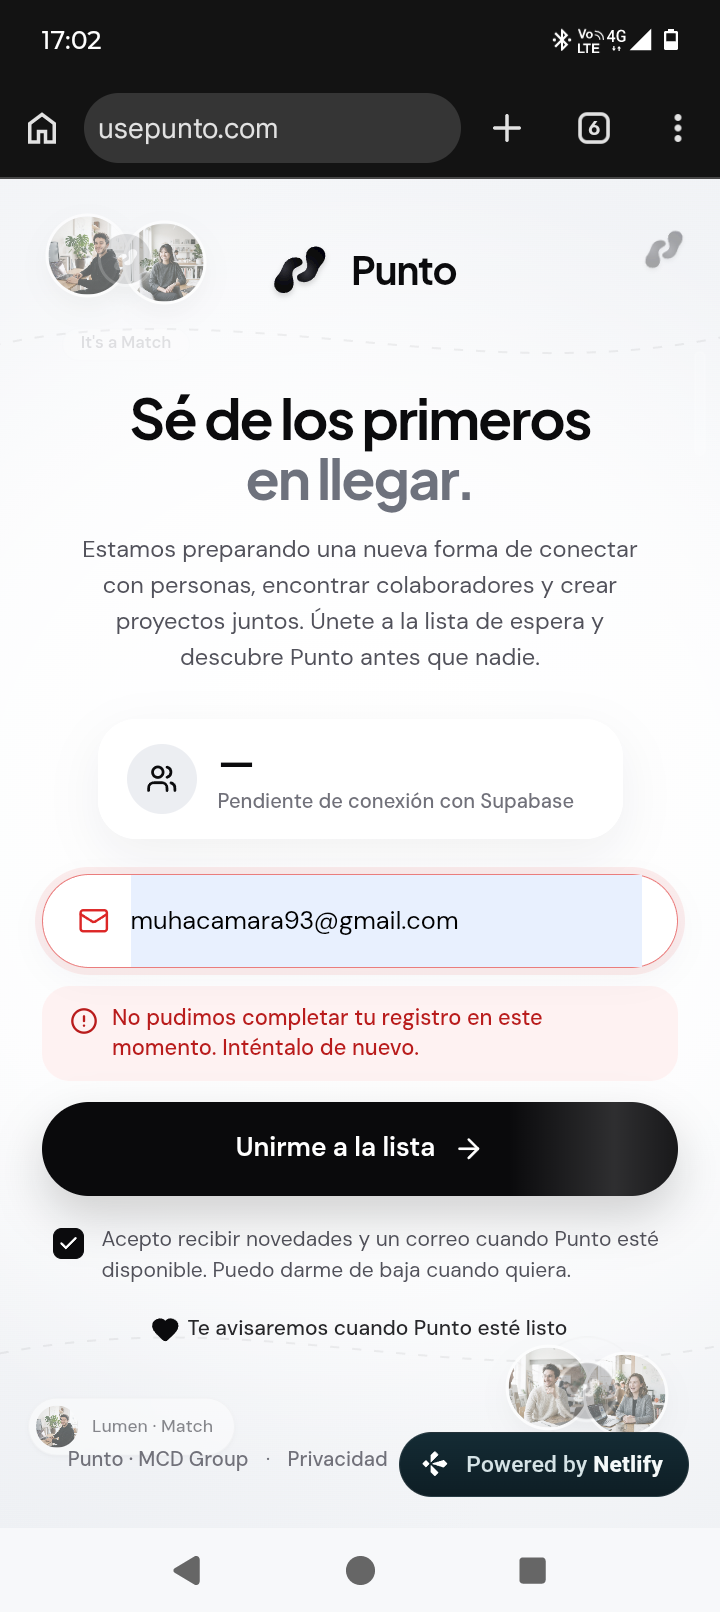 17:02
Vo LTE 4G
usepunto.com
6
Punto
It's a Match
Sé de los primeros
en llegar.
Estamos preparando una nueva forma de conectar
con personas, encontrar colaboradores y crear
proyectos juntos. Únete a la lista de espera y
descubre Punto antes que nadie.
—
Pendiente de conexión con Supabase
muhacamara93@gmail.com
No pudimos completar tu registro en este
momento. Inténtalo de nuevo.
Unirme a la lista →
Acepto recibir novedades y un correo cuando Punto esté
disponible. Puedo darme de baja cuando quiera.
Te avisaremos cuando Punto esté listo
Lumen · Match
Punto · MCD Group · Privacidad
Powered by Netlify